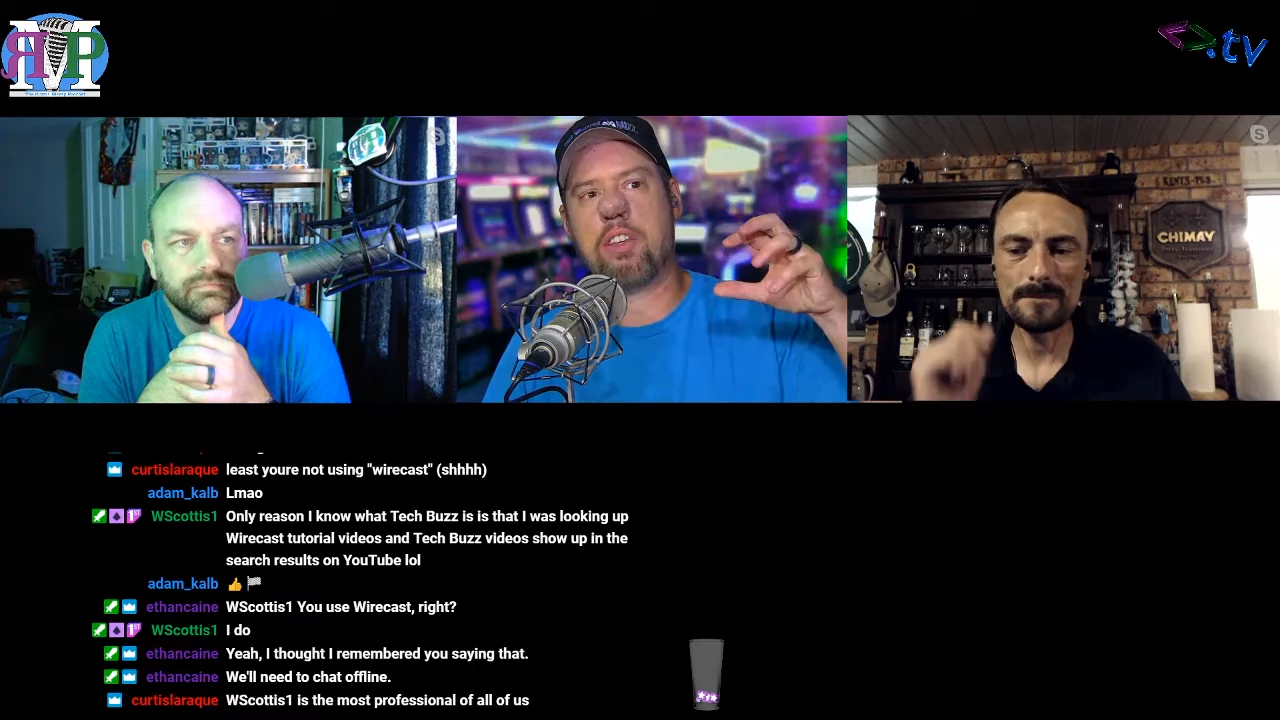 RMP
.tv
KENT'S PUB
CHIMAY
curtislaraque least youre not using "wirecast" (shhhh)
adam_kalb Lmao
WScottis1 Only reason I know what Tech Buzz is is that I was looking up
Wirecast tutorial videos and Tech Buzz videos show up in the
search results on YouTube lol
adam_kalb 👍🏁
ethancaine WScottis1 You use Wirecast, right?
WScottis1 I do
ethancaine Yeah, I thought I remembered you saying that.
ethancaine We'll need to chat offline.
curtislaraque WScottis1 is the most professional of all of us